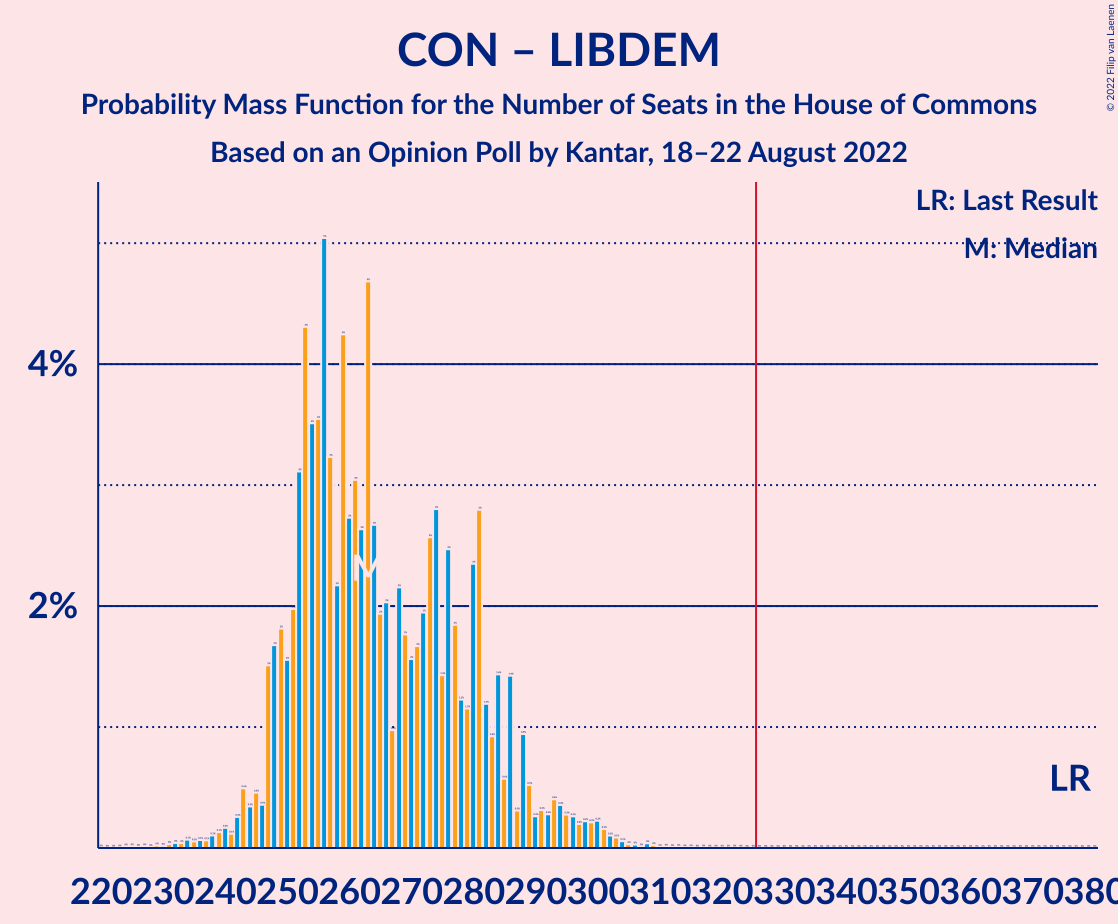 CON – LIBDEM
Probability Mass Function for the Number of Seats in the House of Commons
Based on an Opinion Poll by Kantar, 18–22 August 2022
© 2022 Filip van Laenen
LR: Last Result
M: Median
4%
2%
M
LR
220230240250260270280290300310320330340350360370380